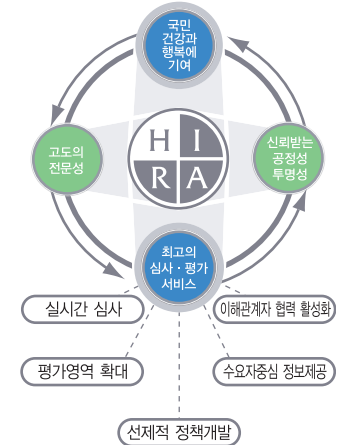 국민
건강과
행복에
기여
고도의
전문성
H I
R A
신뢰받는
공정성
투명성
최고의
심사·평가
서비스
실시간 심사
이해관계자 협력 활성화
평가영역 확대
수요자중심 정보제공
선제적 정책개발